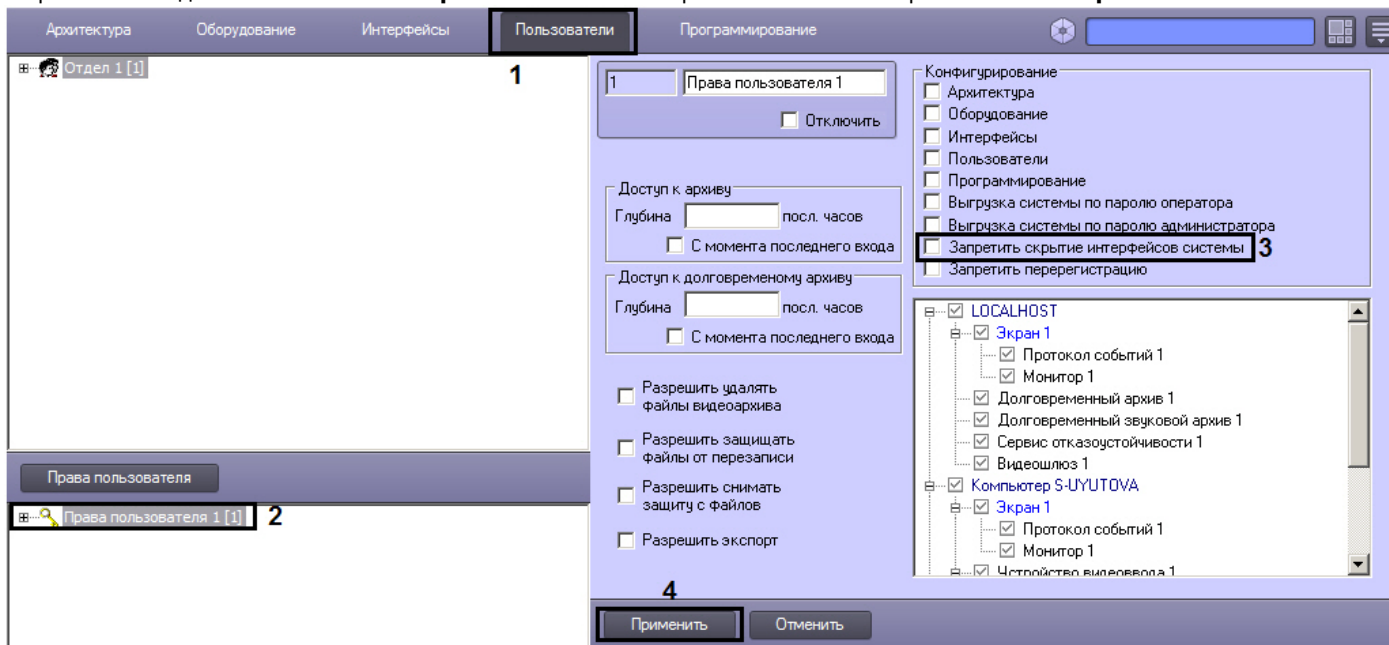 Архитектура Оборудование Интерфейсы Пользователи Программирование
1
Отдел 1 [1]
Права пользователя
Права пользователя 1 [1] 2
1 Права пользователя 1
Отключить
Доступ к архиву
Глубина посл. часов
С момента последнего входа
Доступ к долговременому архиву
Глубина посл. часов
С момента последнего входа
Разрешить удалять
файлы видеоархива
Разрешить защищать
файлы от перезаписи
Разрешить снимать
защиту с файлов
Разрешить экспорт
Конфигурирование
Архитектура
Оборудование
Интерфейсы
Пользователи
Программирование
Выгрузка системы по паролю оператора
Выгрузка системы по паролю администратора
Запретить скрытие интерфейсов системы 3
Запретить перерегистрацию
LOCALHOST
Экран 1
Протокол событий 1
Монитор 1
Долговременный архив 1
Долговременный звуковой архив 1
Сервис отказоустойчивости 1
Видеошлюз 1
Компьютер S-UYUTOVA
Экран 1
Протокол событий 1
Монитор 1
Устройство видеоввода 1
4
Применить Отменить